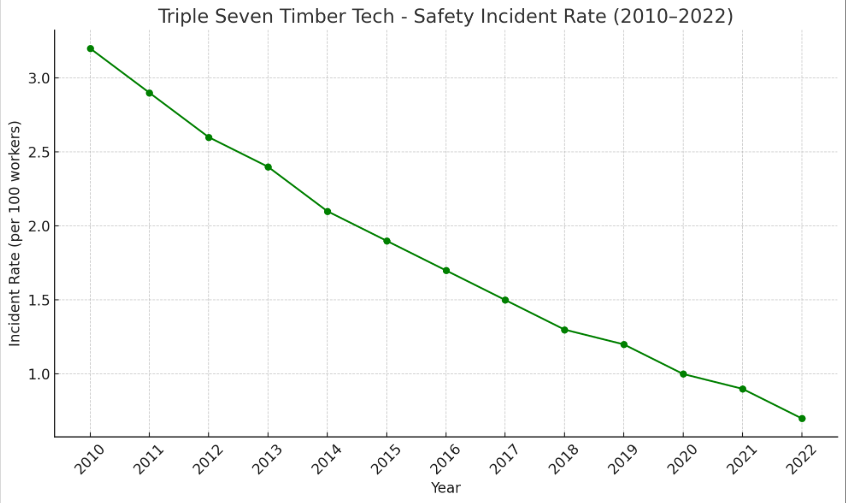 Triple Seven Timber Tech - Safety Incident Rate (2010–2022)
Incident Rate (per 100 workers)
3.0
2.5
2.0
1.5
1.0
2010 2011 2012 2013 2014 2015 2016 2017 2018 2019 2020 2021 2022
Year